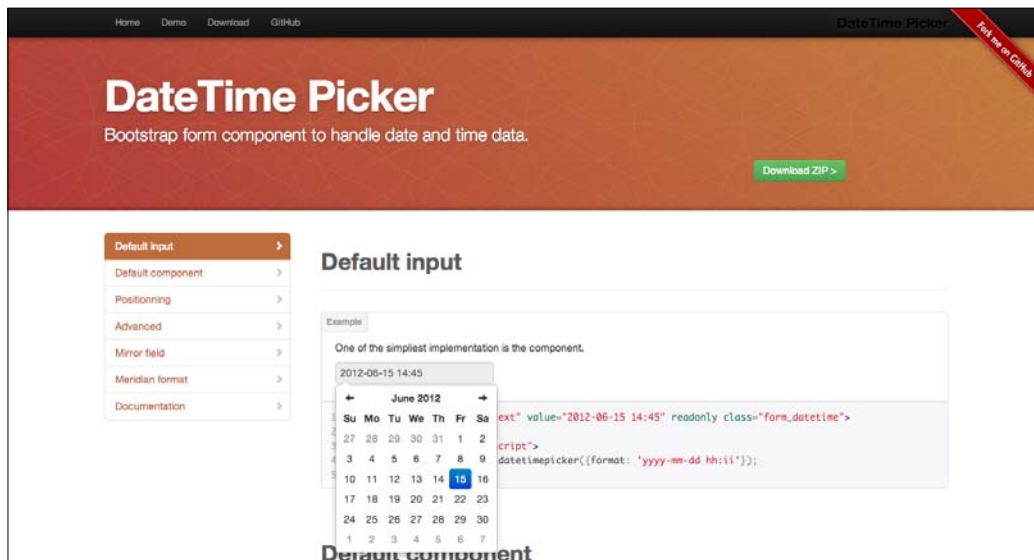 Home Demo Download GitHub
DateTime Picker
Fork me on GitHub
DateTime Picker
Bootstrap form component to handle date and time data.
Download ZIP >
Default input
Default component
Positionning
Advanced
Mirror field
Meridian format
Documentation
Default input
Example
One of the simpliest implementation is the component.
2012-06-15 14:45
June 2012
Su Mo Tu We Th Fr Sa
27 28 29 30 31 1 2
3 4 5 6 7 8 9
10 11 12 13 14 15 16
17 18 19 20 21 22 23
24 25 26 27 28 29 30
1 2 3 4 5 6 7
ext" value="2012-06-15 14:45" readonly class="form_datetime">
cript">
datetimepicker({format: 'yyyy-mm-dd hh:ii'});
Default component